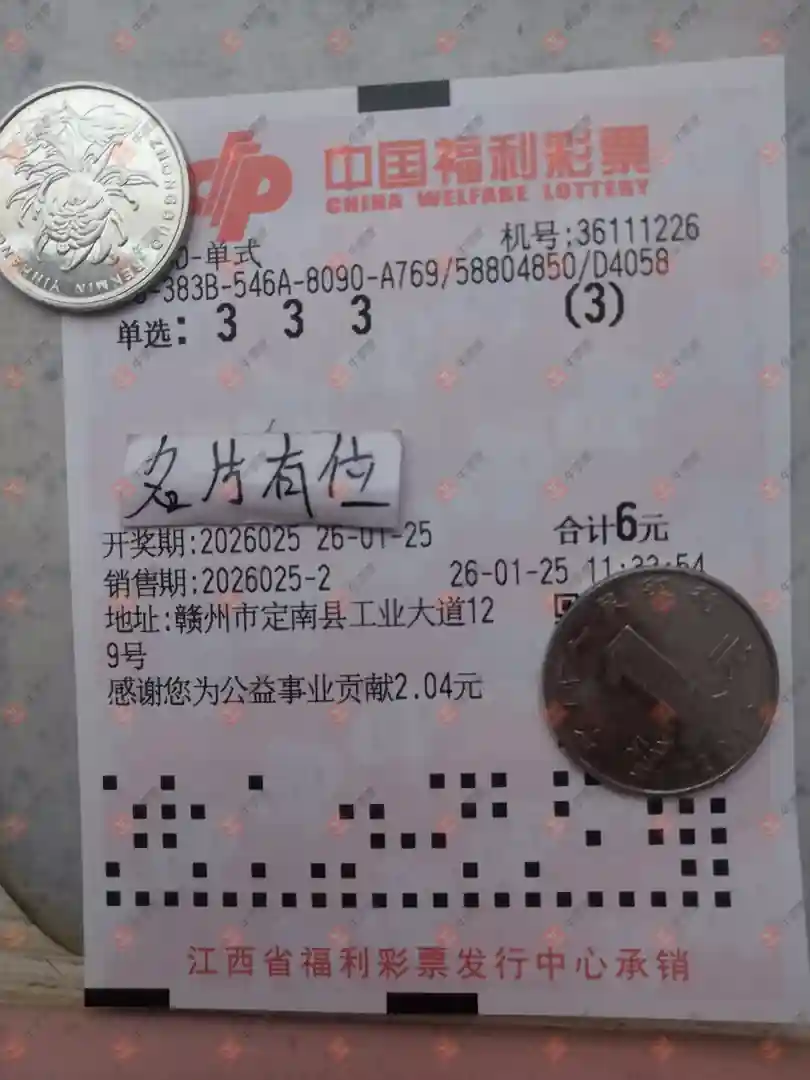 中国福利彩票
CHINA WELFARE LOTTERY
机号:36111226
D-单式
-383B-546A-8090-A769/58804850/D4058
单选: 3 3 3 (3)
名片有位
开奖期:2026025 26-01-25 合计6元
销售期:2026025-2 26-01-25 11:33:54
地址:赣州市定南县工业大道12
9号
感谢您为公益事业贡献2.04元
江西省福利彩票发行中心承销